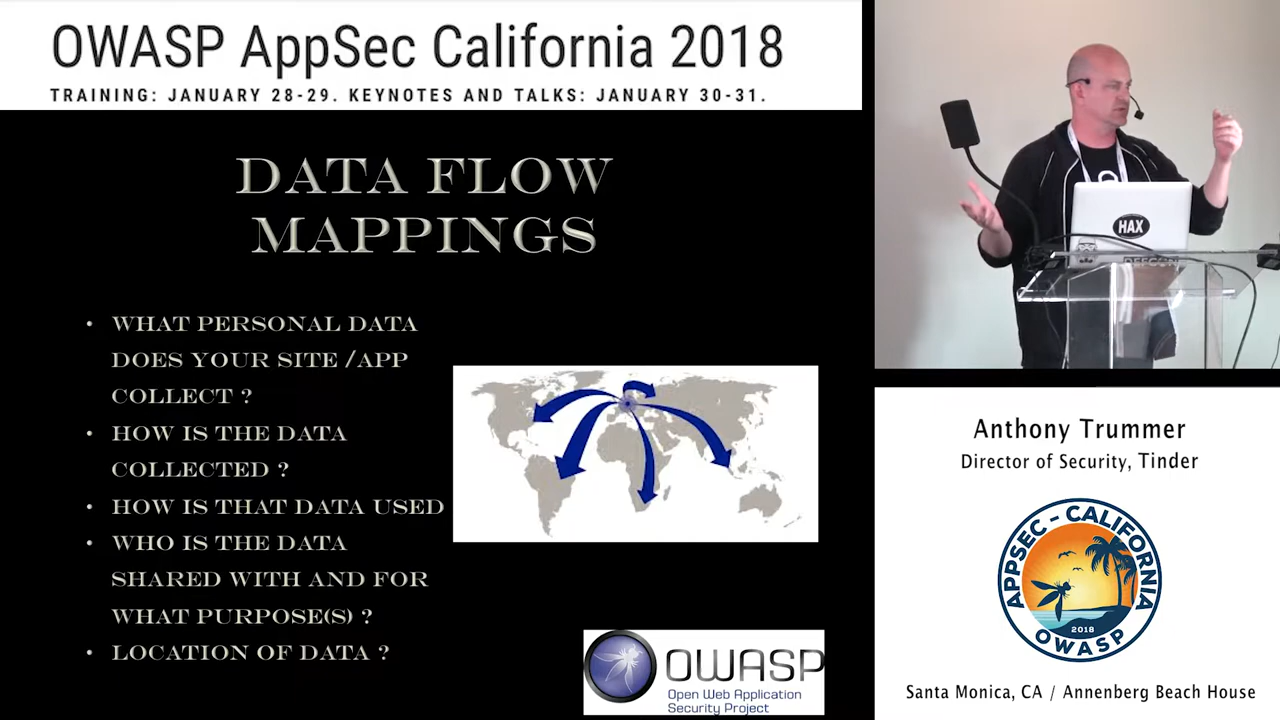 OWASP AppSec California 2018
TRAINING: JANUARY 28-29. KEYNOTES AND TALKS: JANUARY 30-31.
DATA FLOW
MAPPINGS
• WHAT PERSONAL DATA
DOES YOUR SITE /APP
COLLECT ?
• HOW IS THE DATA
COLLECTED ?
• HOW IS THAT DATA USED
• WHO IS THE DATA
SHARED WITH AND FOR
WHAT PURPOSE(S) ?
• LOCATION OF DATA ?
OWASP
Open Web Application
Security Project
HAX
DEFCON
Anthony Trummer
Director of Security, Tinder
APPSEC - CALIFORNIA
2018
OWASP
Santa Monica, CA / Annenberg Beach House